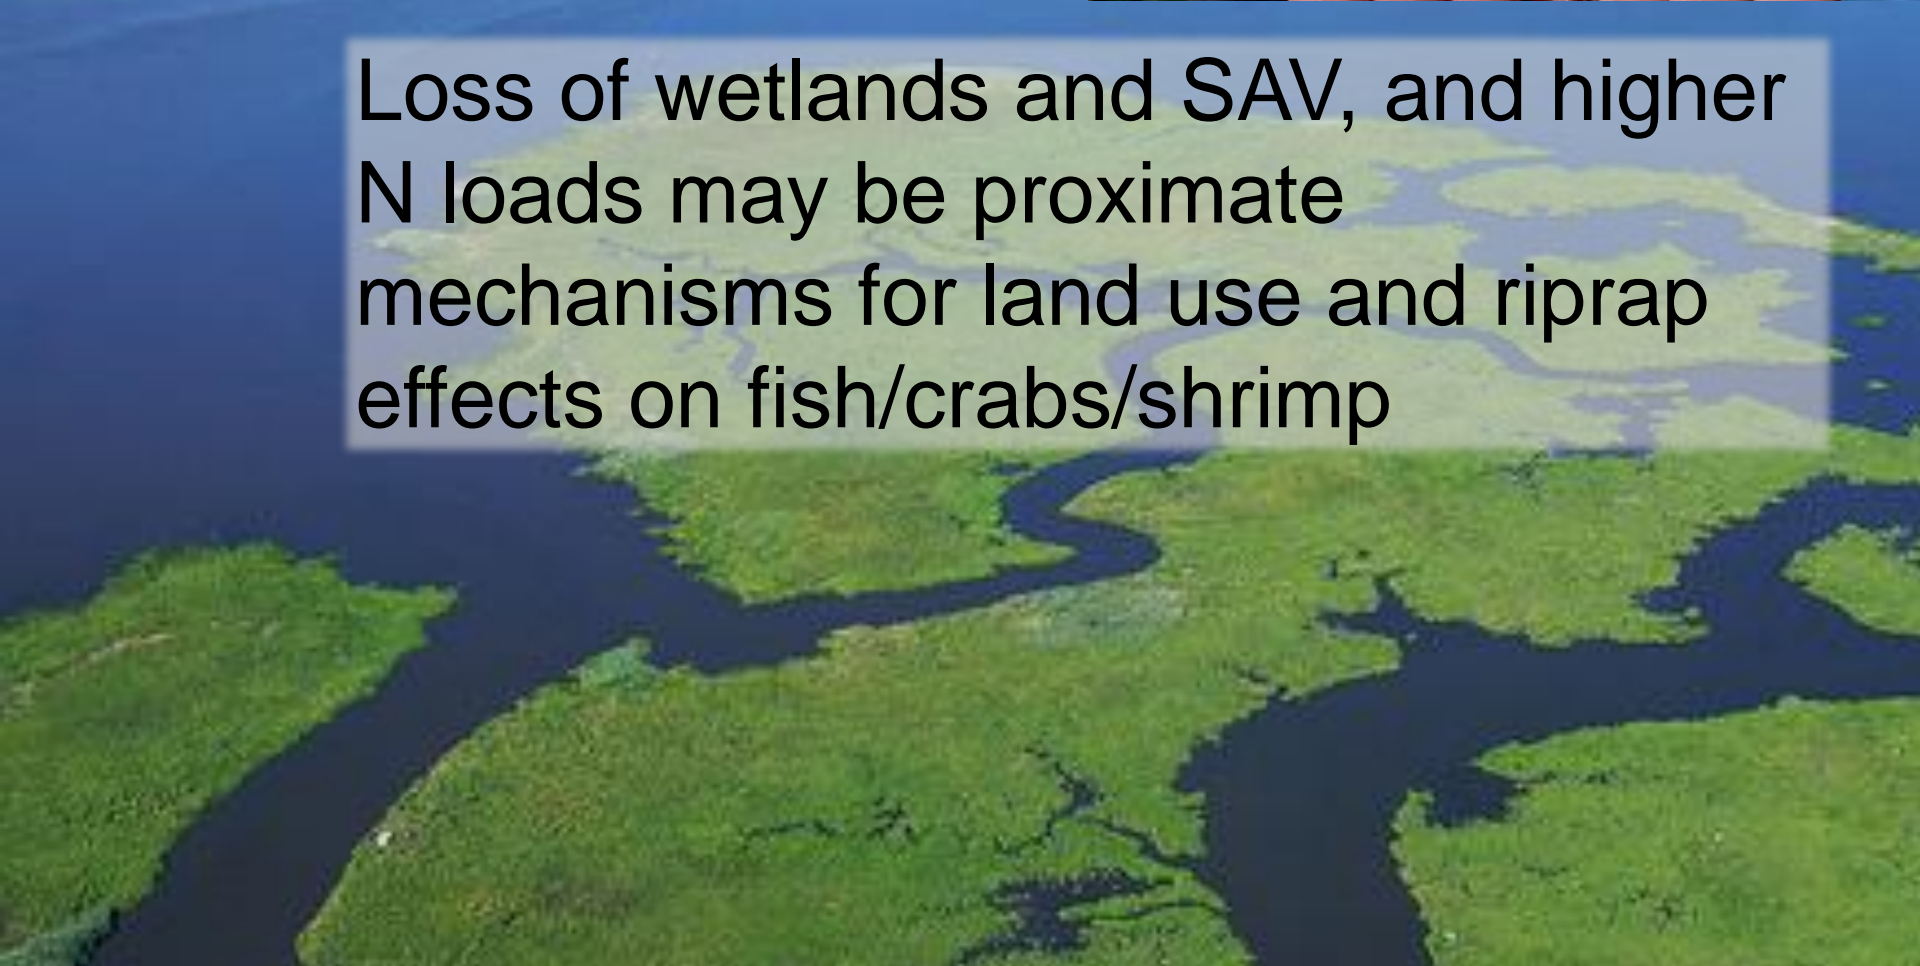 Loss of wetlands and SAV, and higher
N loads may be proximate
mechanisms for land use and riprap
effects on fish/crabs/shrimp